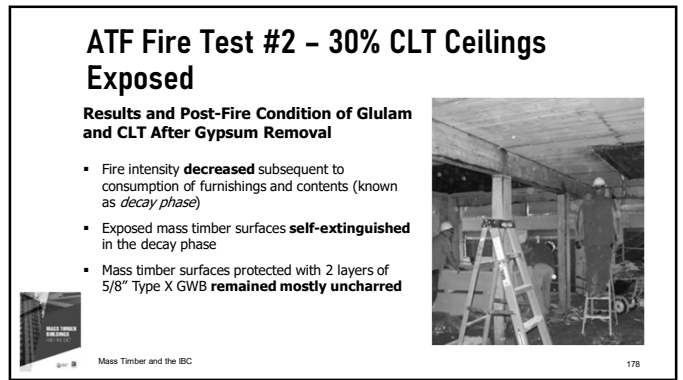 ATF Fire Test #2 – 30% CLT Ceilings
Exposed
Results and Post-Fire Condition of Glulam
and CLT After Gypsum Removal
▪ Fire intensity decreased subsequent to
consumption of furnishings and contents (known
as decay phase)
▪ Exposed mass timber surfaces self-extinguished
in the decay phase
▪ Mass timber surfaces protected with 2 layers of
5/8” Type X GWB remained mostly uncharred
MASS TIMBER
BUILDINGS
Mass Timber and the IBC
178